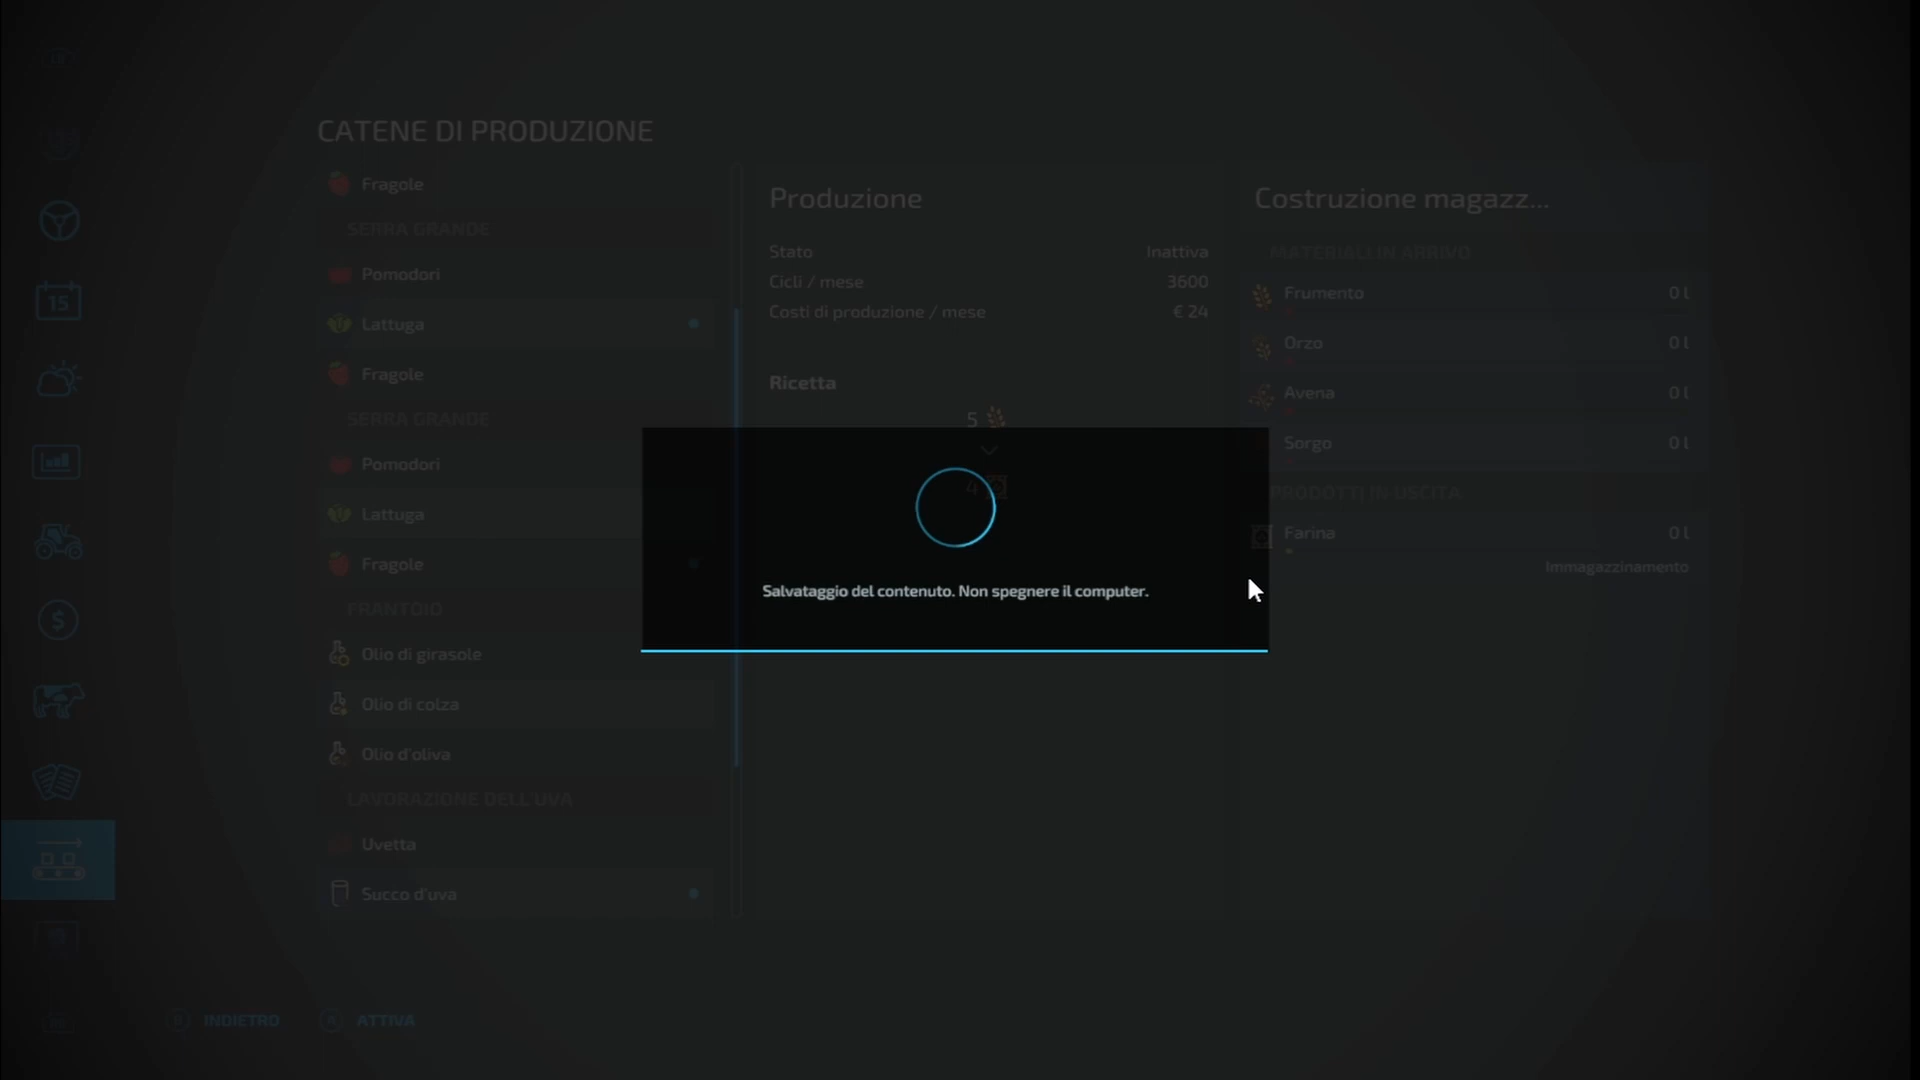 CATENE DI PRODUZIONE
Fragole
SERRA GRANDE
Pomodori
Lattuga
Fragole
SERRA GRANDE
Pomodori
Lattuga
Fragole
FRANTOIO
Olio di girasole
Olio di colza
Olio d'oliva
LAVORAZIONE DELL'UVA
Uvetta
Succo d'uva
Produzione
Stato Inattiva
Cicli / mese 3600
Costi di produzione / mese € 24
Ricetta
5
4
Costruzione magazz...
MATERIALI IN ARRIVO
Frumento 0 l
Orzo 0 l
Avena 0 l
Sorgo 0 l
PRODOTTI IN USCITA
Farina 0 l
Immagazzinamento
Salvataggio del contenuto. Non spegnere il computer.
15
$
INDIETRO
A ATTIVA